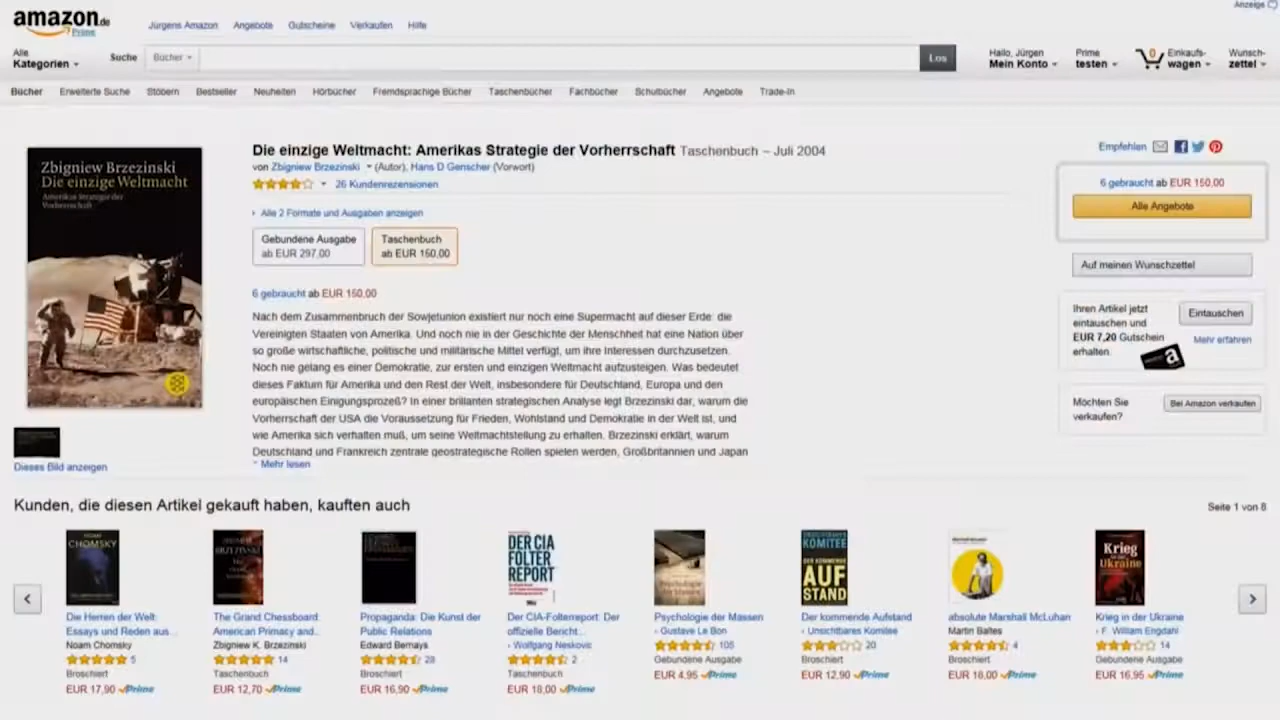 Anzeige
amazon.de
Prime
Jürgens Amazon Angebote Gutscheine Verkaufen Hilfe
Alle
Kategorien
Suche
Bücher
Los
Hallo, Jürgen
Mein Konto
Prime
testen
0
Einkaufs-
wagen
Wunsch-
zettel
Bücher Erweiterte Suche Stöbern Bestseller Neuheiten Hörbücher Fremdsprachige Bücher Taschenbücher Fachbücher Schulbücher Angebote Trade-In
Zbigniew Brzezinski
Die einzige Weltmacht
Amerikas Strategie der
Vorherrschaft
Dieses Bild anzeigen
Die einzige Weltmacht: Amerikas Strategie der Vorherrschaft Taschenbuch – Juli 2004
von Zbigniew Brzezinski (Autor), Hans D Genscher (Vorwort)
26 Kundenrezensionen
Alle 2 Formate und Ausgaben anzeigen
Gebundene Ausgabe
ab EUR 297,00
Taschenbuch
ab EUR 150,00
6 gebraucht ab EUR 150,00
Nach dem Zusammenbruch der Sowjetunion existiert nur noch eine Supermacht auf dieser Erde: die
Vereinigten Staaten von Amerika. Und noch nie in der Geschichte der Menschheit hat eine Nation über
so große wirtschaftliche, politische und militärische Mittel verfügt, um ihre Interessen durchzusetzen.
Noch nie gelang es einer Demokratie, zur ersten und einzigen Weltmacht aufzusteigen. Was bedeutet
dieses Faktum für Amerika und den Rest der Welt, insbesondere für Deutschland, Europa und den
europäischen Einigungsprozeß? In einer brillanten strategischen Analyse legt Brzezinski dar, warum die
Vorherrschaft der USA die Voraussetzung für Frieden, Wohlstand und Demokratie in der Welt ist, und
wie Amerika sich verhalten muß, um seine Weltmachtstellung zu erhalten. Brzezinski erklärt, warum
Deutschland und Frankreich zentrale geostrategische Rollen spielen werden, Großbritannien und Japan
Mehr lesen
Empfehlen
6 gebraucht ab EUR 150,00
Alle Angebote
Auf meinen Wunschzettel
Ihren Artikel jetzt
eintauschen und
EUR 7,20 Gutschein
erhalten.
Eintauschen
Mehr erfahren
a
Möchten Sie
verkaufen?
Bei Amazon verkaufen
Kunden, die diesen Artikel gekauft haben, kauften auch
Seite 1 von 8
NOAM
CHOMSKY
Die Herren der Welt:
Essays und Reden aus...
Noam Chomsky
5
Broschiert
EUR 17,90 Prime
BRZEZINSKI
The Grand Chessboard:
American Primacy and...
Zbigniew K. Brzezinski
14
Taschenbuch
EUR 12,70 Prime
Propaganda: Die Kunst der
Public Relations
Edward Bernays
28
Broschiert
EUR 16,90 Prime
DER CIA
FOLTER
REPORT
Der CIA-Folterreport: Der
offizielle Bericht...
Wolfgang Neskovic
2
Taschenbuch
EUR 18,00 Prime
Psychologie der
Massen
Psychologie der Massen
Gustave Le Bon
105
Gebundene Ausgabe
EUR 4,95 Prime
KOMITEE
DER KOMMENDE
AUF
STAND
Der kommende Aufstand
Unsichtbares Komitee
20
Broschiert
EUR 12,90 Prime
absolute Marshall McLuhan
Martin Baltes
4
Broschiert
EUR 18,00 Prime
Krieg
in der
Ukraine
Krieg in der Ukraine
F. William Engdahl
14
Gebundene Ausgabe
EUR 16,95 Prime